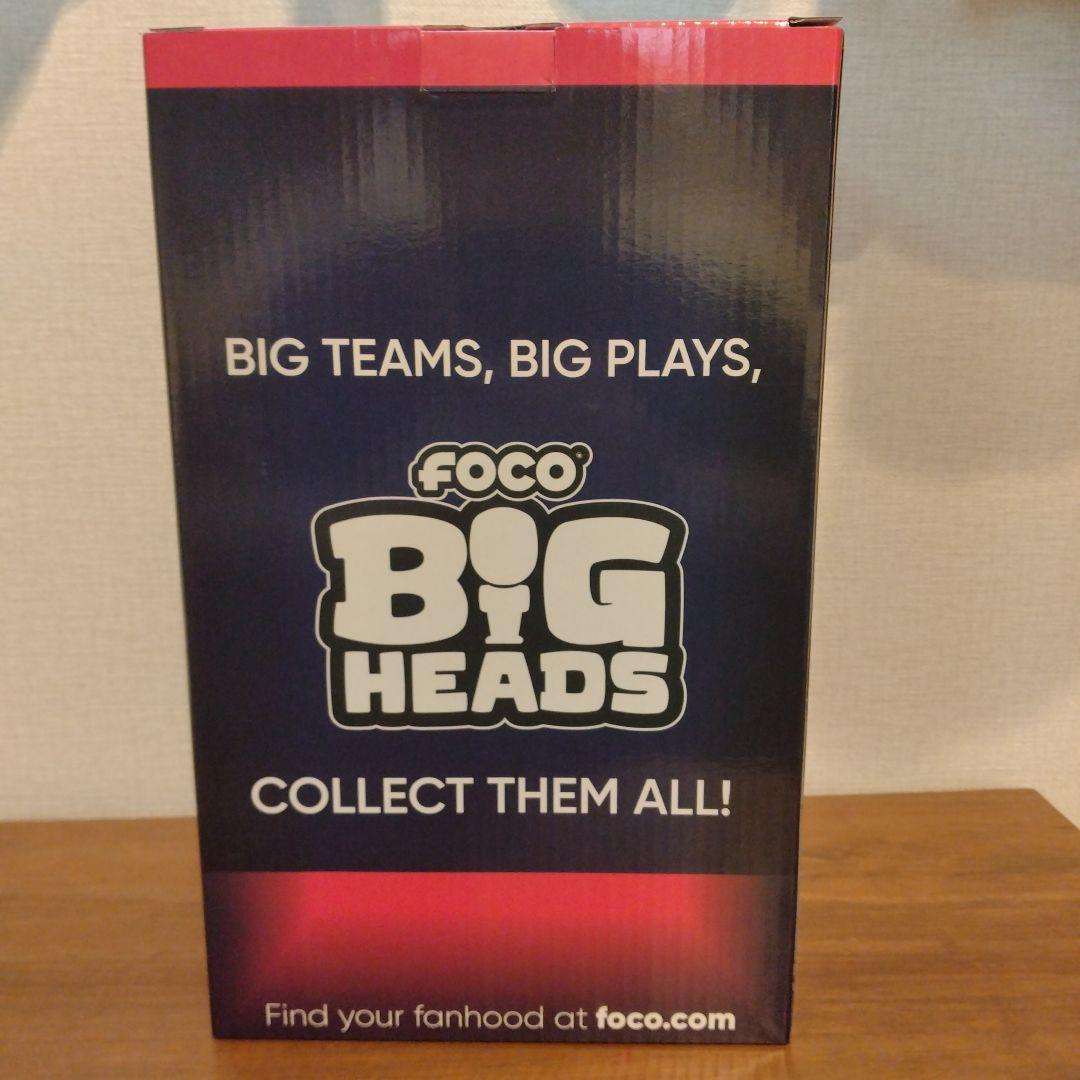 BIG TEAMS, BIG PLAYS,
FOCO®
BIG
HEADS
COLLECT THEM ALL!
Find your fanhood at foco.com